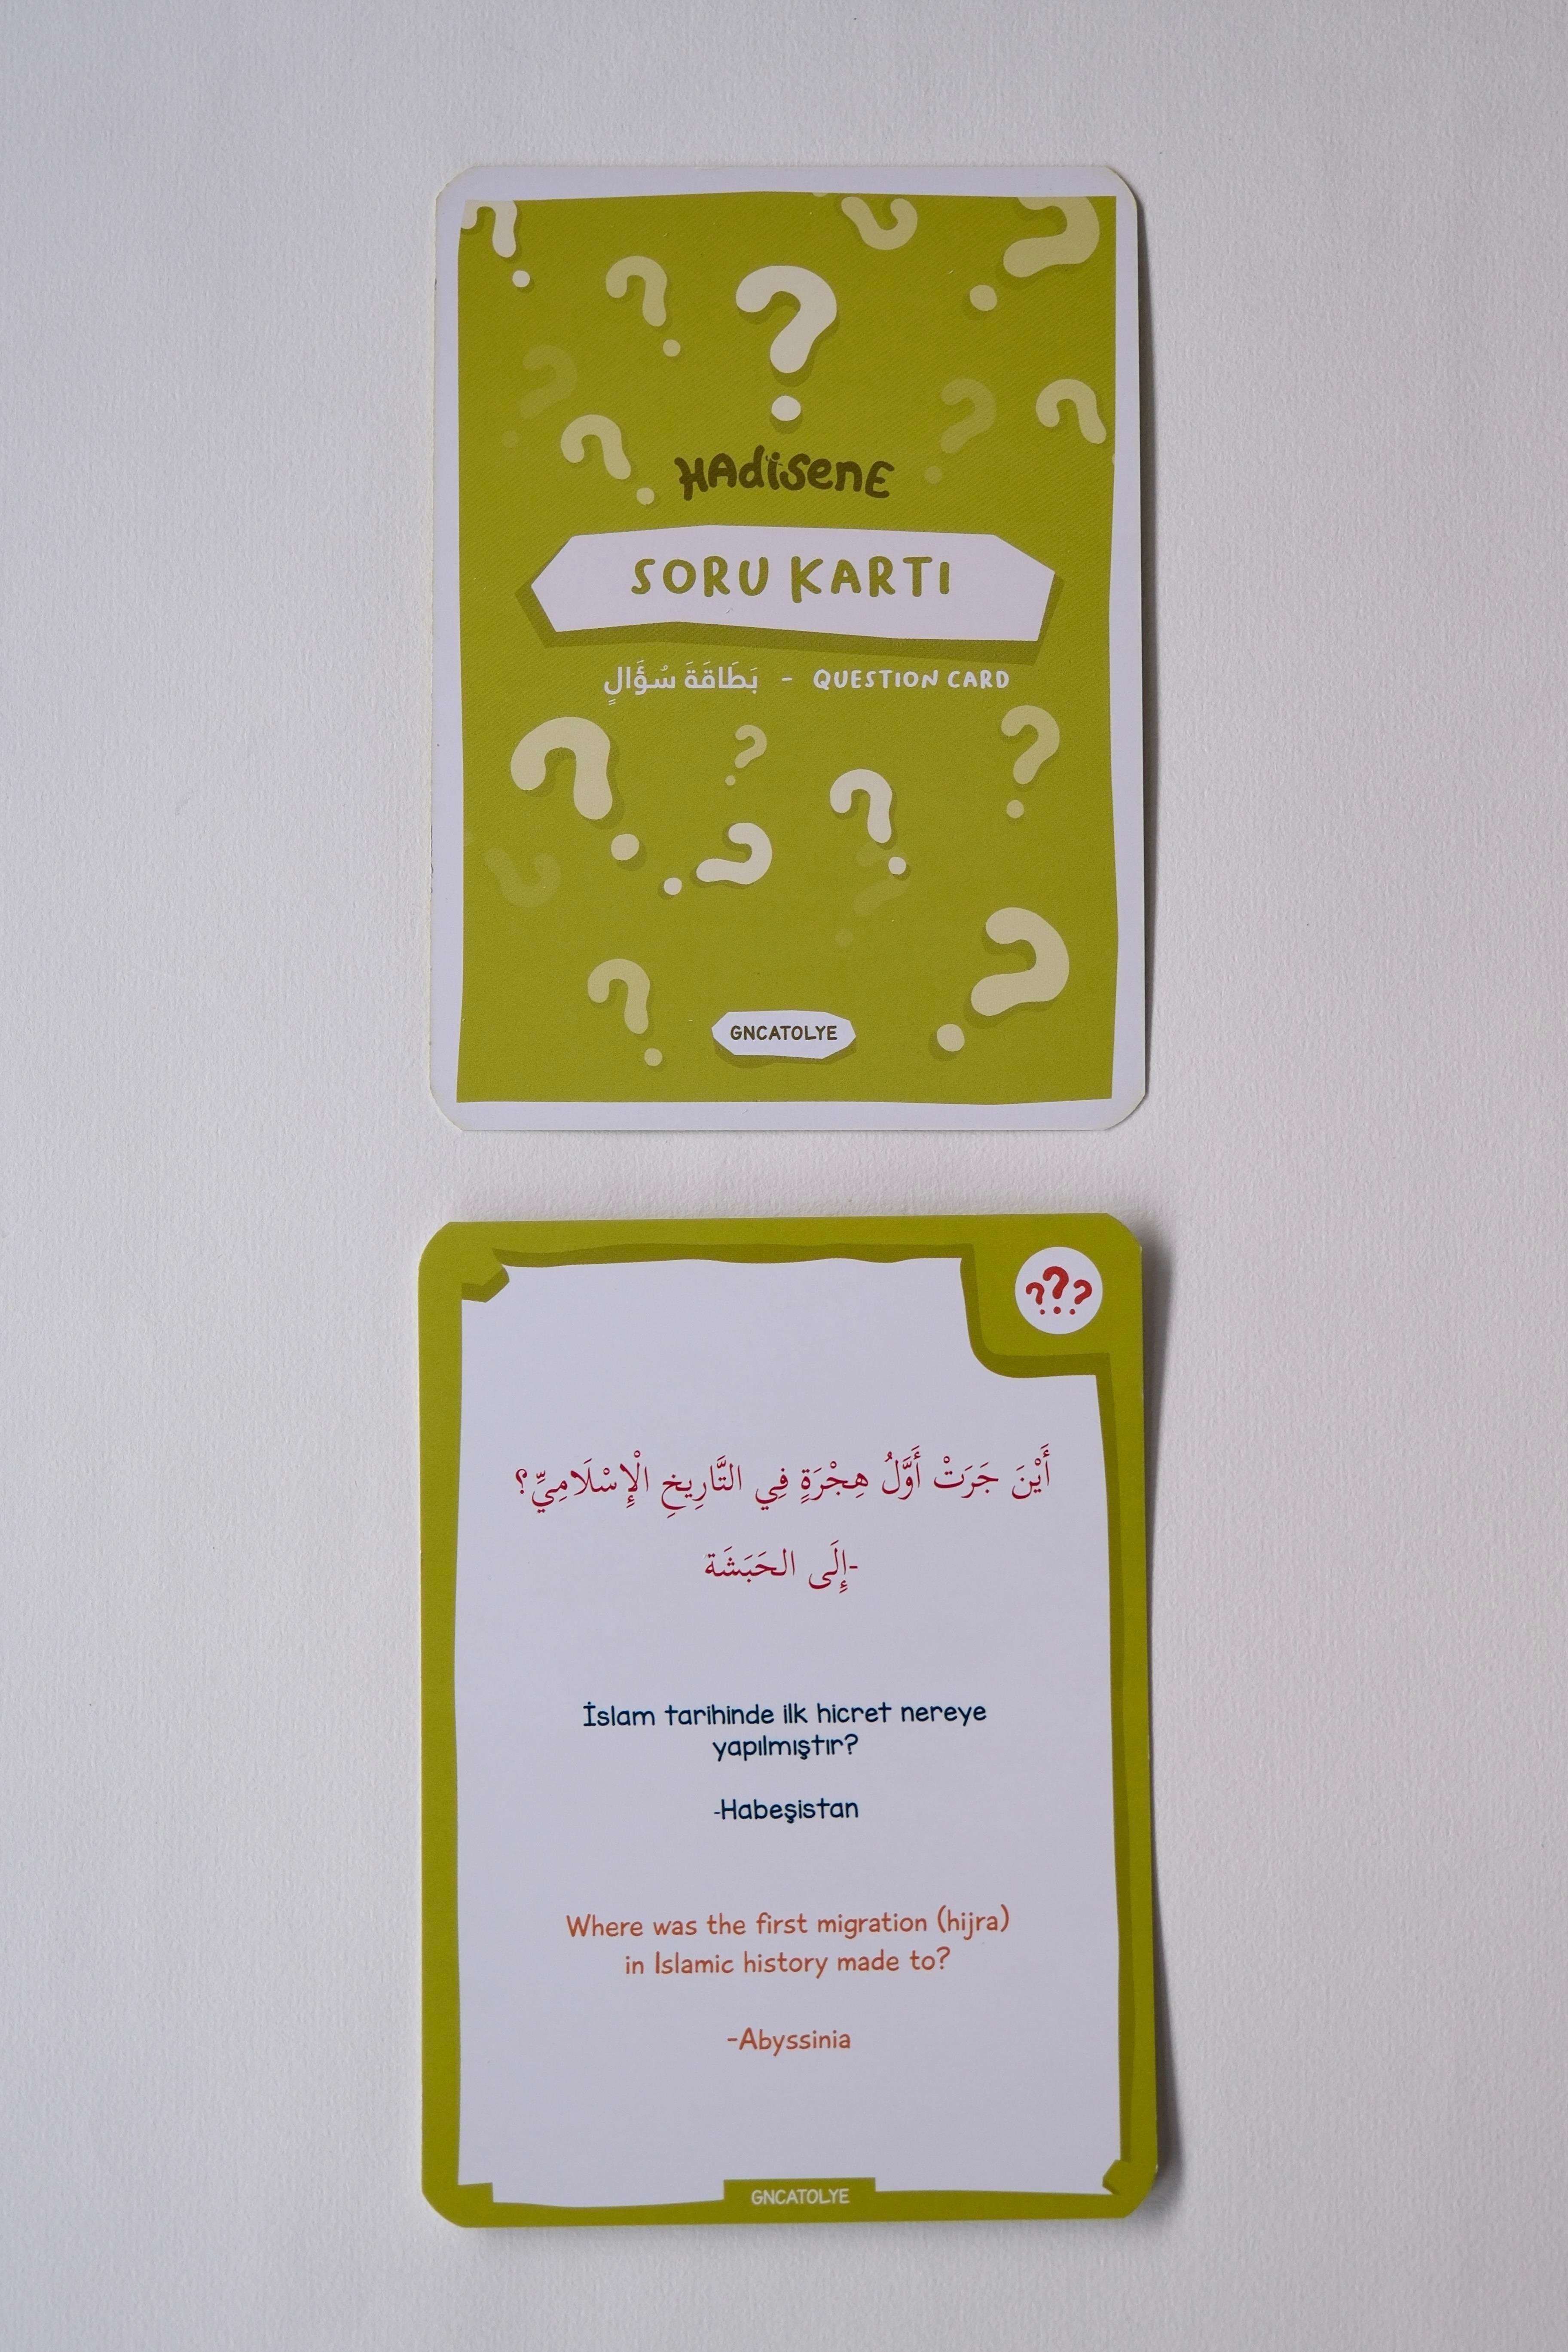 HADİSENE
SORU KARTI
بَطَاقَةَ سُؤَالٍ - QUESTION CARD
GNCATOLYE
أَيْنَ جَرَتْ أَوَّلُ هِجْرَةٍ فِي التَّارِيخِ الْإِسْلَامِيِّ؟
-إِلَى الحَبَشَة
İslam tarihinde ilk hicret nereye
yapılmıştır?
-Habeşistan
Where was the first migration (hijra)
in Islamic history made to?
-Abyssinia
GNCATOLYE